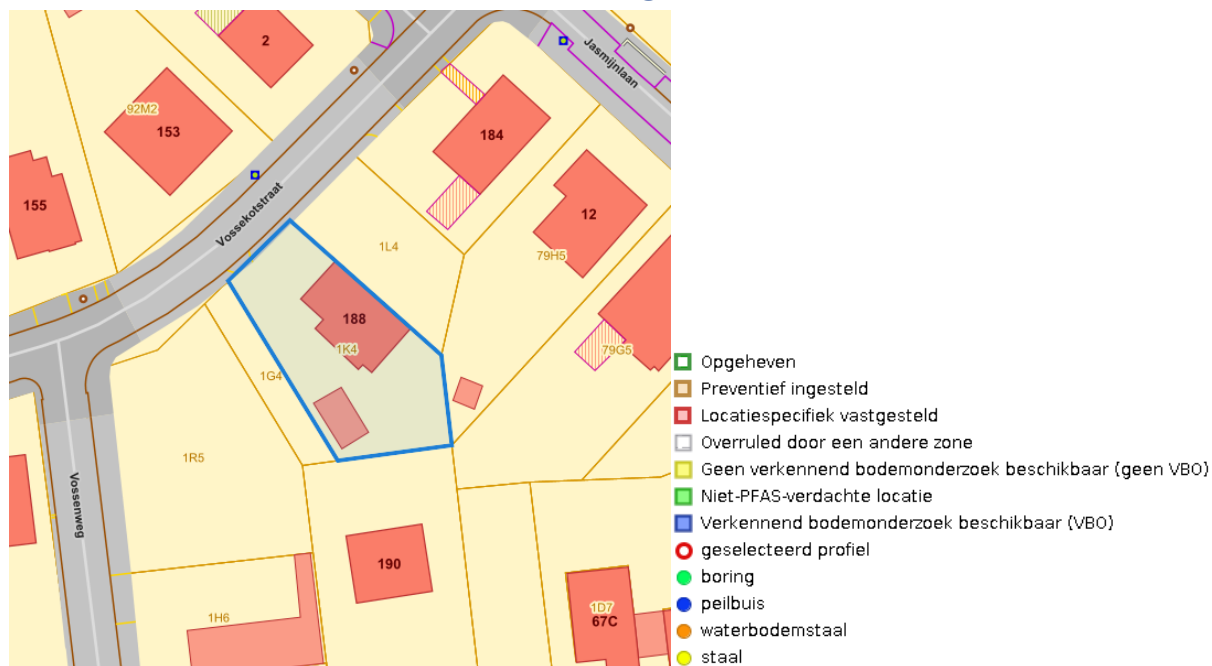 2
Jasmijnlaan
92M2
153
184
155
Vossekotstraat
12
1L4
79H5
188
1K4
79G5
1G4
1R5
Vossenweg
190
1H6
1D7
67C
Opgeheven
Preventief ingesteld
Locatiespecifiek vastgesteld
Overruled door een andere zone
Geen verkennend bodemonderzoek beschikbaar (geen VBO)
Niet-PFAS-verdachte locatie
Verkennend bodemonderzoek beschikbaar (VBO)
geselecteerd profiel
boring
peilbuis
waterbodemstaal
staal